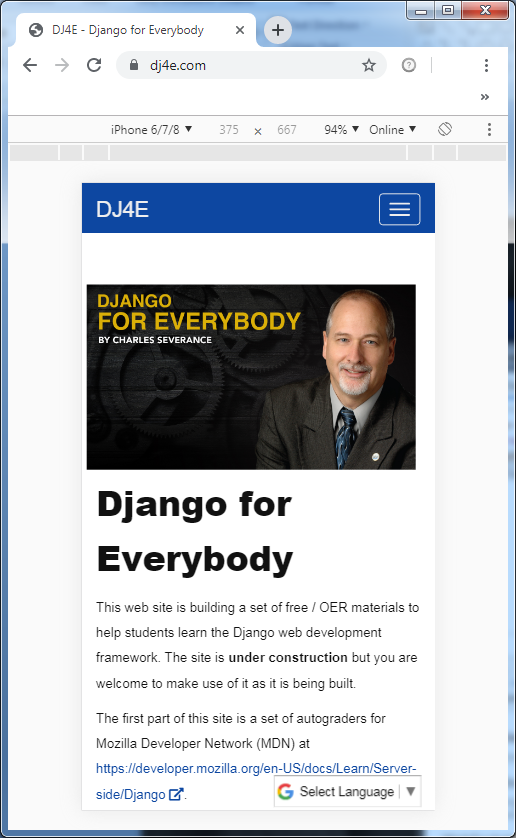 DJ4E - Django for Everybody
dj4e.com
iPhone 6/7/8 ▼ 375 × 667 94% ▼ Online ▼
DJ4E
DJANGO
FOR EVERYBODY
BY CHARLES SEVERANCE
Django for
Everybody
This web site is building a set of free / OER materials to
help students learn the Django web development
framework. The site is under construction but you are
welcome to make use of it as it is being built.
The first part of this site is a set of autograders for
Mozilla Developer Network (MDN) at
https://developer.mozilla.org/en-US/docs/Learn/Server-
side/Django .
Select Language ▼